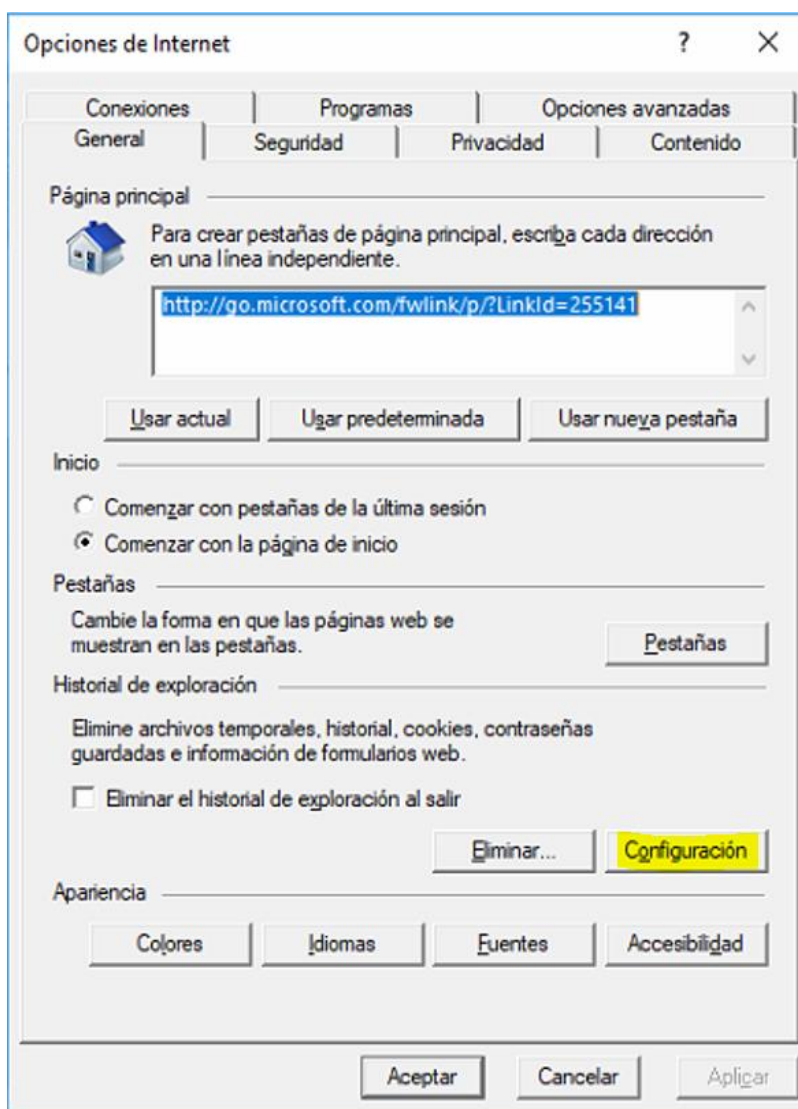 Opciones de Internet ? X
Conexiones Programas Opciones avanzadas
General Seguridad Privacidad Contenido
Página principal
Para crear pestañas de página principal, escriba cada dirección
en una línea independiente.
http://go.microsoft.com/fwlink/p/?LinkId=255141
Usar actual Usar predeterminada Usar nueva pestaña
Inicio
Comenzar con pestañas de la última sesión
Comenzar con la página de inicio
Pestañas
Cambie la forma en que las páginas web se
muestran en las pestañas.
Pestañas
Historial de exploración
Elimine archivos temporales, historial, cookies, contraseñas
guardadas e información de formularios web.
Eliminar el historial de exploración al salir
Eliminar... Configuración
Apariencia
Colores Idiomas Fuentes Accesibilidad
Aceptar Cancelar Aplicar